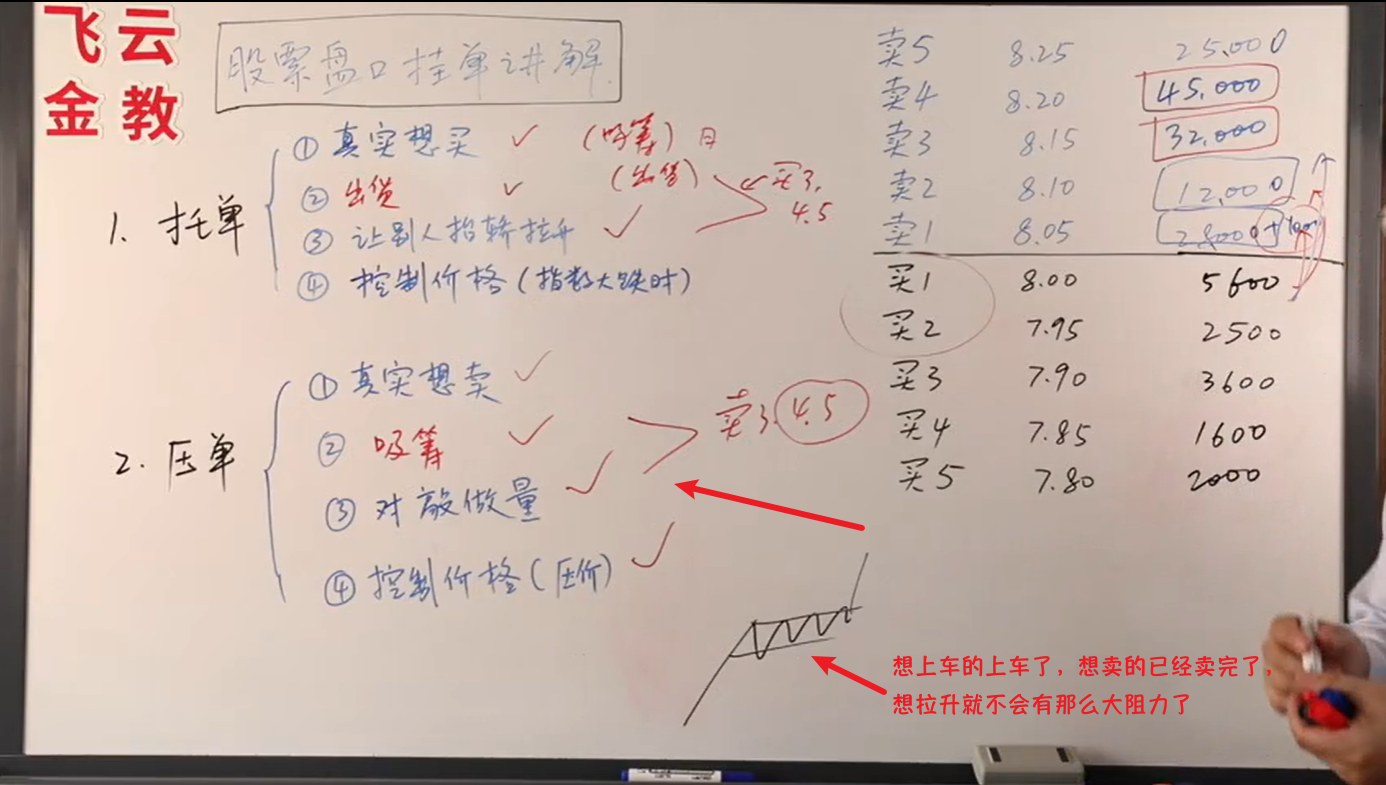 飞云
金教
股票盘口挂单讲解.
1. 托单
① 真实想买 ✓ (吸筹)
② 出货 ✓ (出货)
③ 让别人抬轿拉升 ✓
④ 控制价格(指数大跌时)
买3.
4.5
2. 压单
① 真实想卖 ✓
② 吸筹 ✓
③ 对敲做量 ✓
④ 控制价格(压价) ✓
卖3. 4.5
卖5 8.25 25,000
卖4 8.20 45,000
卖3 8.15 32,000
卖2 8.10 12,000
卖1 8.05
买1 8.00 5600
买2 7.95 2500
买3 7.90 3600
买4 7.85 1600
买5 7.80 2000
想上车的上车了，想卖的已经卖完了，
想拉升就不会有那么大阻力了